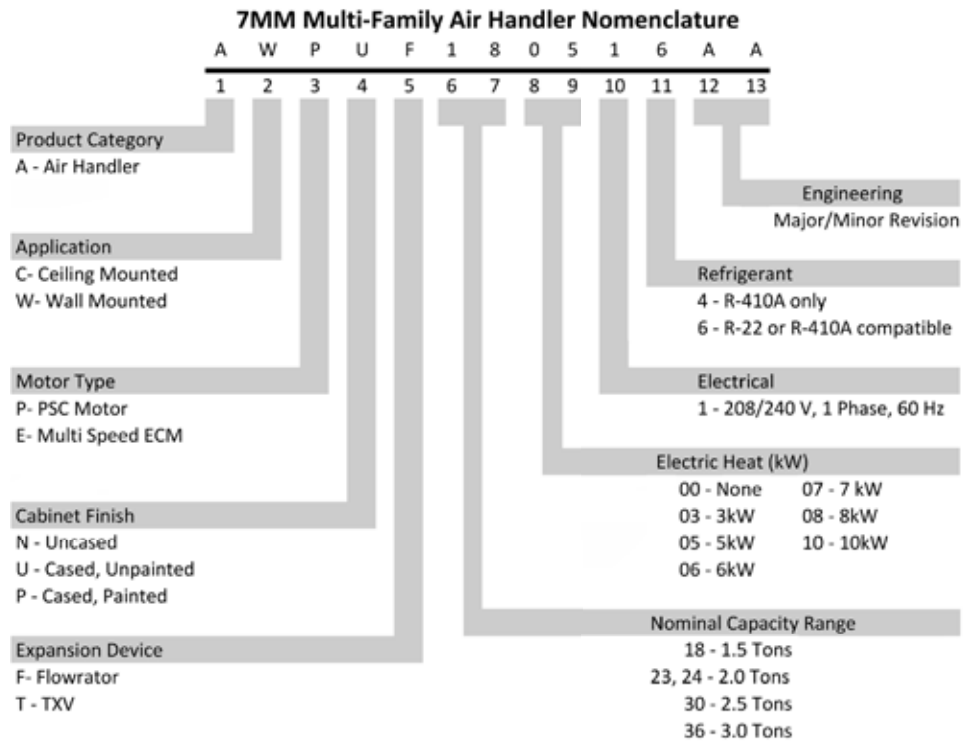 7MM Multi-Family Air Handler Nomenclature
A W P U F 1 8 0 5 1 6 A A
1 2 3 4 5 6 7 8 9 10 11 12 13
Product Category
A - Air Handler
Application
C- Ceiling Mounted
W- Wall Mounted
Motor Type
P- PSC Motor
E- Multi Speed ECM
Cabinet Finish
N - Uncased
U - Cased, Unpainted
P - Cased, Painted
Expansion Device
F- Flowrator
T - TXV
Engineering
Major/Minor Revision
Refrigerant
4 - R-410A only
6 - R-22 or R-410A compatible
Electrical
1 - 208/240 V, 1 Phase, 60 Hz
Electric Heat (kW)
00 - None 07 - 7 kW
03 - 3kW 08 - 8kW
05 - 5kW 10 - 10kW
06 - 6kW
Nominal Capacity Range
18 - 1.5 Tons
23, 24 - 2.0 Tons
30 - 2.5 Tons
36 - 3.0 Tons